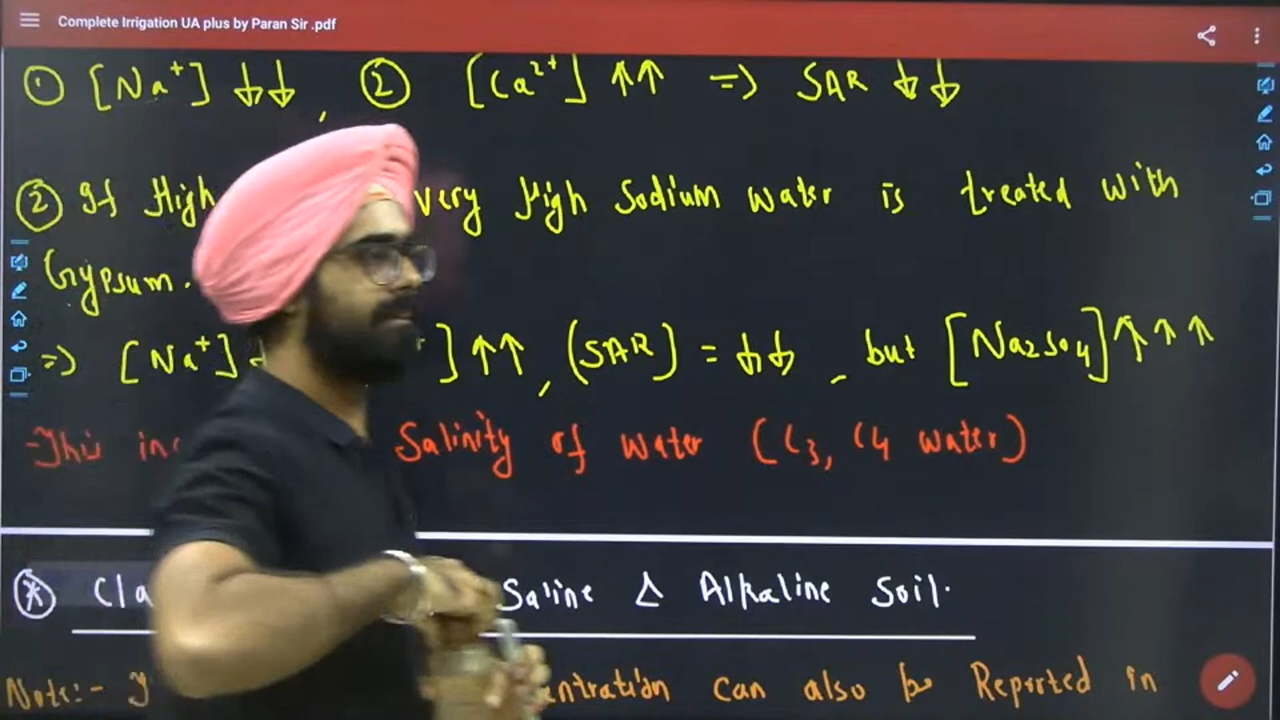 Complete Irrigation UA plus by Paran Sir .pdf
① [Na⁺] ↓↓, ② [Ca²⁺] ↑↑ => SAR ↓↓
② If High very High Sodium water is treated with
Gypsum.
=> [Na⁺] ] ↑↑, (SAR) = ↓↓, but [Na₂SO₄] ↑↑↑
-This Salinity of water (C₃, C₄ water)
Saline & Alkaline Soil.
Note:- can also be Reported in